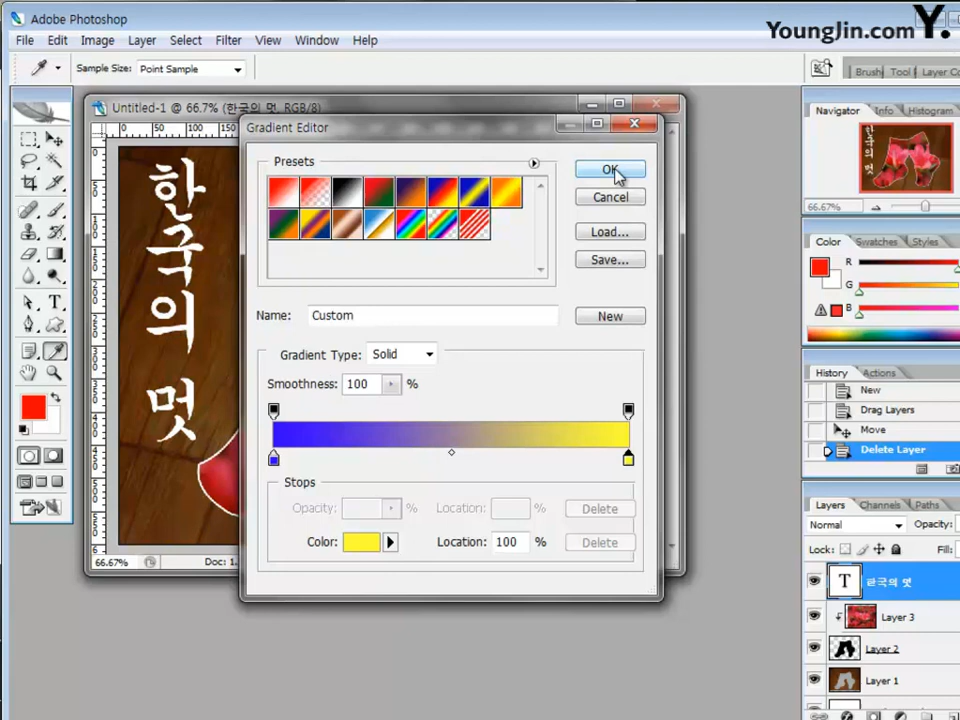 Adobe Photoshop
YoungJin.com Y.
File Edit Image Layer Select Filter View Window Help
Sample Size: Point Sample
Brush Tool Layer Co
Untitled-1 @ 66.7% (한국의 멋, RGB/8)
0 50 100 150
Gradient Editor
Presets
OK
Cancel
Load...
Save...
Name: Custom
New
Gradient Type: Solid
Smoothness: 100 %
Stops
Opacity: % Location: % Delete
Color: Location: 100 % Delete
한국의 멋
66.67% Doc: 1.
Navigator Info Histogram
66.67%
Color Swatches Styles
R
G
B
History Actions
New
Drag Layers
Move
Delete Layer
Layers Channels Paths
Normal Opacity:
Lock: Fill:
T 한국의 멋
Layer 3
Layer 2
Layer 1